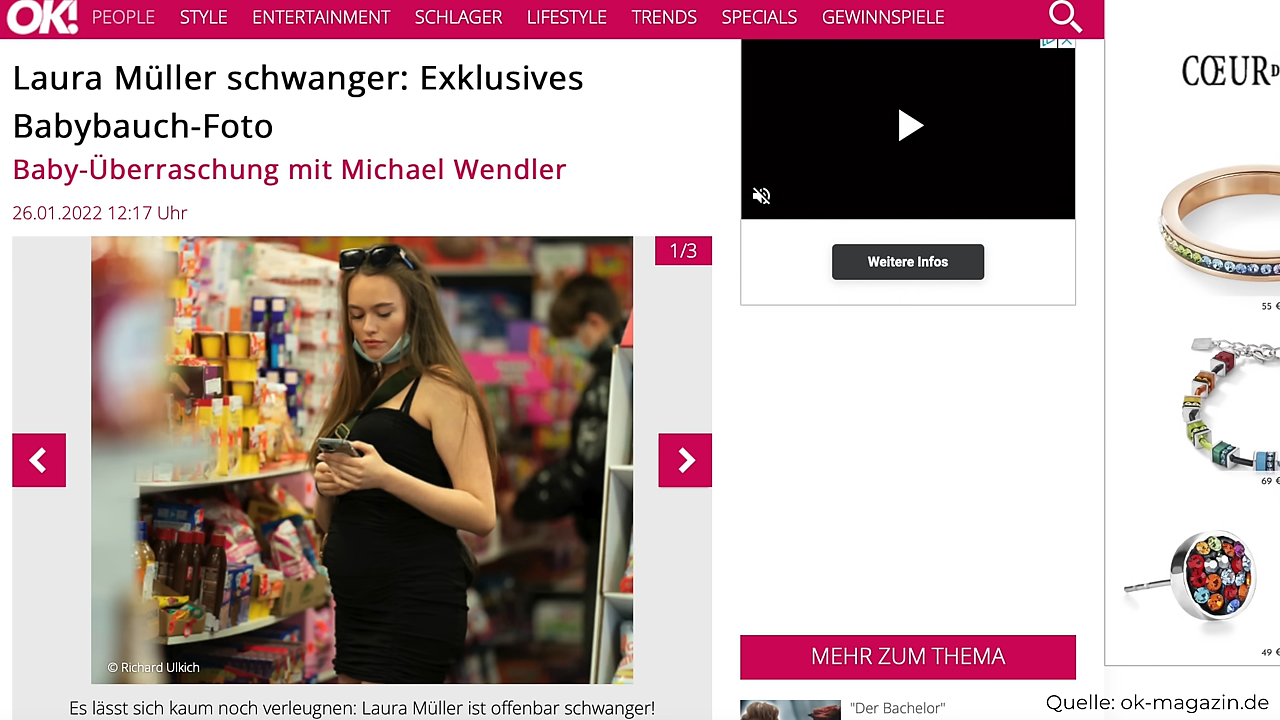 OK! PEOPLE STYLE ENTERTAINMENT SCHLAGER LIFESTYLE TRENDS SPECIALS GEWINNSPIELE
Laura Müller schwanger: Exklusives
Babybauch-Foto
Baby-Überraschung mit Michael Wendler
26.01.2022 12:17 Uhr
1/3
© Richard Ulkich
Es lässt sich kaum noch verleugnen: Laura Müller ist offenbar schwanger!
Weitere Infos
MEHR ZUM THEMA
"Der Bachelor"
CŒUR D
55 €
69 €
49 €
Quelle: ok-magazin.de